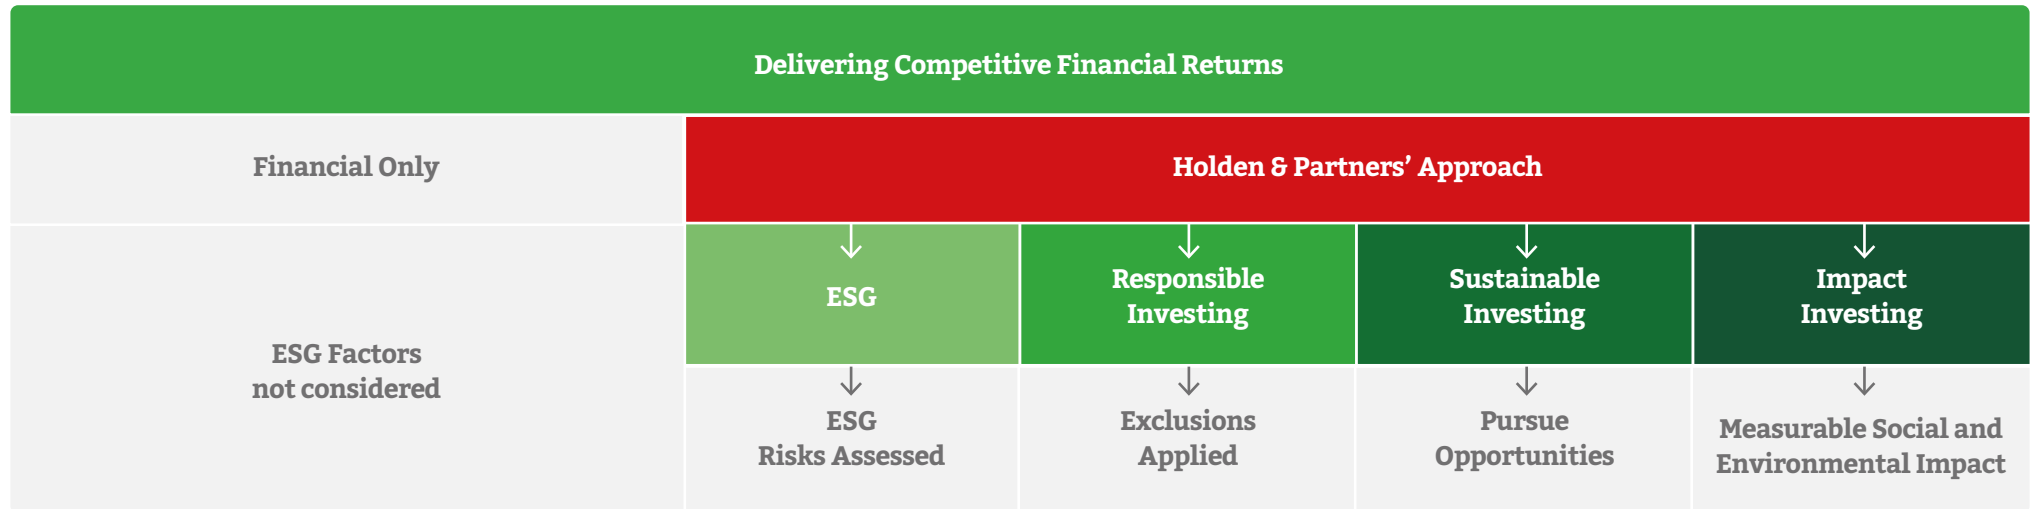 Delivering Competitive Financial Returns
Financial Only
Holden & Partners’ Approach
ESG Factors
not considered
ESG
Responsible
Investing
Sustainable
Investing
Impact
Investing
ESG
Risks Assessed
Exclusions
Applied
Pursue
Opportunities
Measurable Social and
Environmental Impact